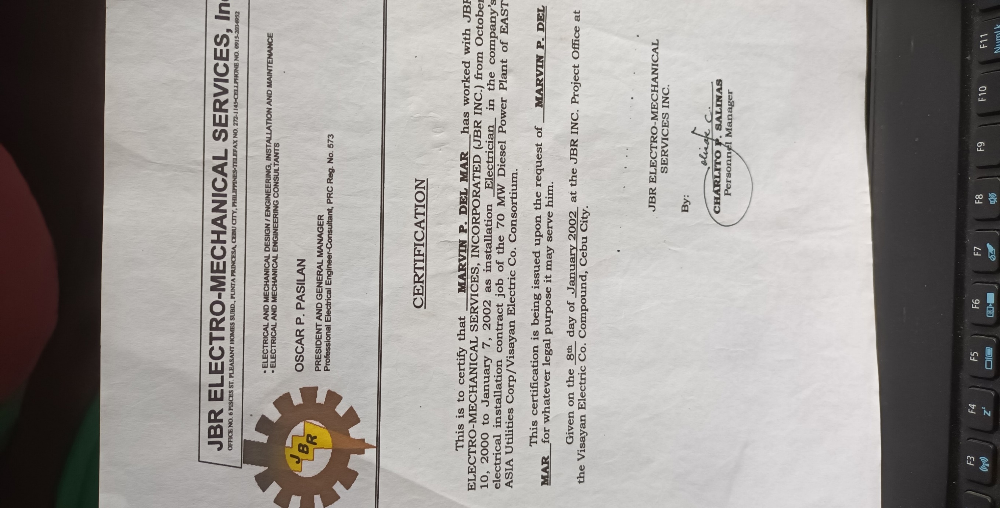 JBR ELECTRO-MECHANICAL SERVICES, Inc
OFFICE NO. 6 PISCES ST. PLEASANT HOMES SUBD., PUNTA PRINCESA, CEBU CITY, PHILIPPINES-TELEFAX NO. 272-1145-CELLPHONE NO. 0915-2034952
• ELECTRICAL AND MECHANICAL DESIGN / ENGINEERING, INSTALLATION AND MAINTENANCE
• ELECTRICAL AND MECHANICAL ENGINEERING CONSULTANTS
OSCAR P. PASILAN
PRESIDENT AND GENERAL MANAGER
Professional Electrical Engineer-Consultant, PRC Reg. No. 573
JBR
CERTIFICATION
This is to certify that MARVIN P. DEL MAR has worked with JBR
ELECTRO-MECHANICAL SERVICES, INCORPORATED (JBR INC.) from October
10, 2000 to January 7, 2002 as installation Electrician in the company's
electrical installation contract job of the 70 MW Diesel Power Plant of EAST
ASIA Utilities Corp/Visayan Electric Co. Consortium.
This certification is being issued upon the request of MARVIN P. DEL
MAR for whatever legal purpose it may serve him.
Given on the 8th day of January 2002 at the JBR INC. Project Office at
the Visayan Electric Co. Compound, Cebu City.
JBR ELECTRO-MECHANICAL
SERVICES INC.
By:
CHARLITO P. SALINAS
Personnel Manager
F3
F4
Zz
F5
F6
F7
F8
F9
F10
F11
NumLk